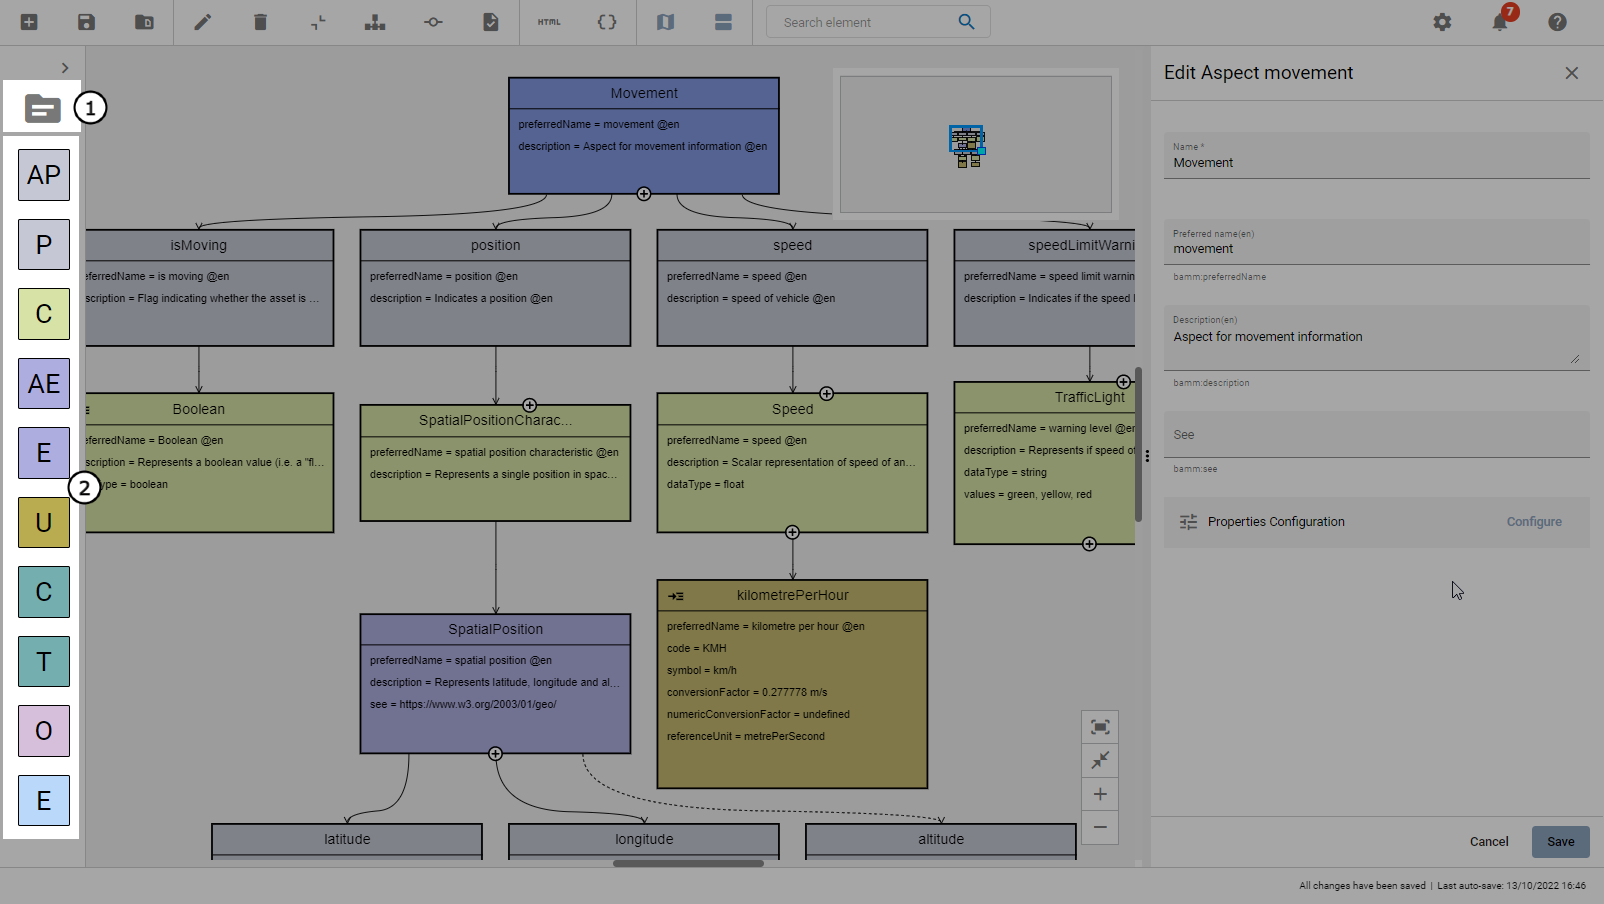 HTML
{}
Search element
7
1
AP
P
C
AE
E
2
U
C
T
O
E
Movement
preferredName = movement @en
description = Aspect for movement information @en
isMoving
eferredName = is moving @en
scription = Flag indicating whether the asset is ...
position
preferredName = position @en
description = Indicates a position @en
speed
preferredName = speed @en
description = speed of vehicle @en
speedLimitWarni
preferredName = speed limit warnin
description = Indicates if the speed l
Boolean
eferredName = Boolean @en
scription = Represents a boolean value (i.e. a "fl...
ype = boolean
SpatialPositionCharac...
preferredName = spatial position characteristic @en
description = Represents a single position in spac...
Speed
preferredName = speed @en
description = Scalar representation of speed of an...
dataType = float
TrafficLight
preferredName = warning level @en
description = Represents if speed of
dataType = string
values = green, yellow, red
SpatialPosition
preferredName = spatial position @en
description = Represents latitude, longitude and al...
see = https://www.w3.org/2003/01/geo/
kilometrePerHour
preferredName = kilometre per hour @en
code = KMH
symbol = km/h
conversionFactor = 0.277778 m/s
numericConversionFactor = undefined
referenceUnit = metrePerSecond
latitude
longitude
altitude
Edit Aspect movement
Name *
Movement
Preferred name(en)
movement
bamm:preferredName
Description(en)
Aspect for movement information
bamm:description
See
bamm:see
Properties Configuration
Configure
Cancel
Save
All changes have been saved | Last auto-save: 13/10/2022 16:46